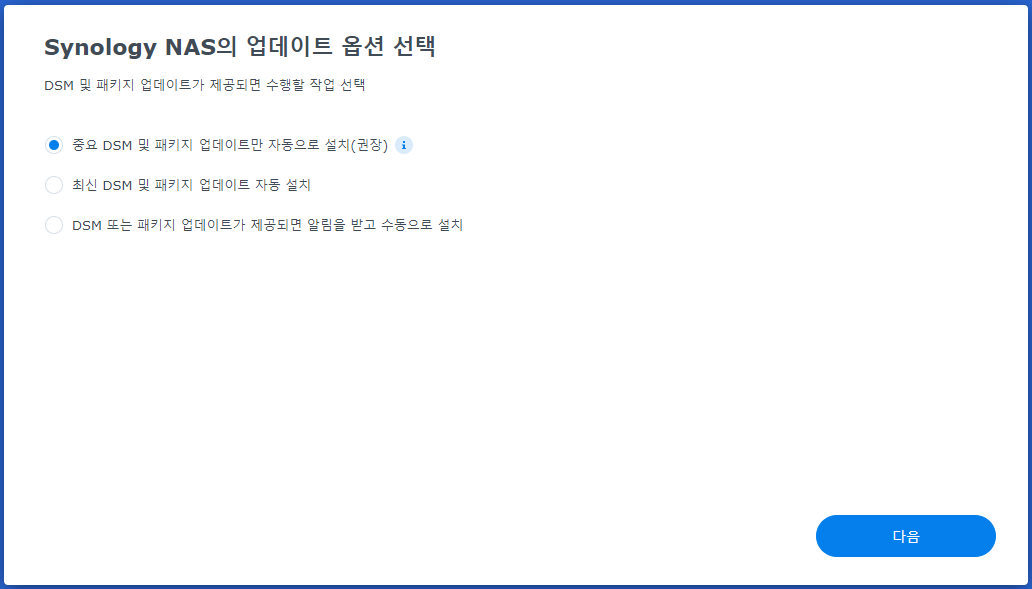 Synology NAS의 업데이트 옵션 선택
DSM 및 패키지 업데이트가 제공되면 수행할 작업 선택
중요 DSM 및 패키지 업데이트만 자동으로 설치(권장) i
최신 DSM 및 패키지 업데이트 자동 설치
DSM 또는 패키지 업데이트가 제공되면 알림을 받고 수동으로 설치
다음